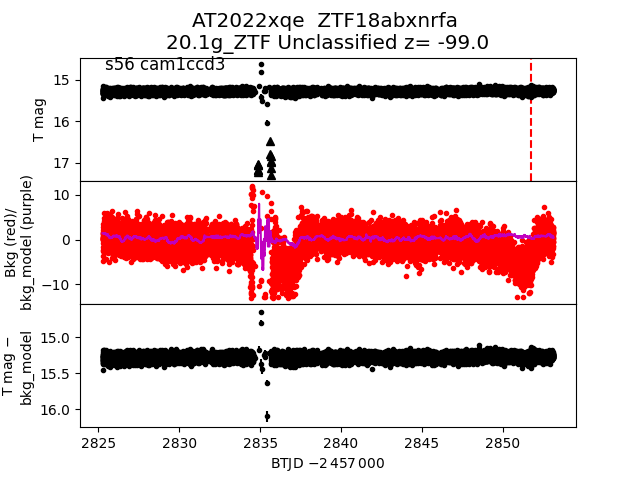 AT2022xqe  ZTF18abxnrfa
20.1g_ZTF Unclassified z= -99.0
s56 cam1ccd3
15
16
17
T mag
10
0
−10
Bkg (red)/
bkg_model (purple)
15.0
15.5
16.0
T mag −
bkg_model
2825
2830
2835
2840
2845
2850
BTJD −2 457 000